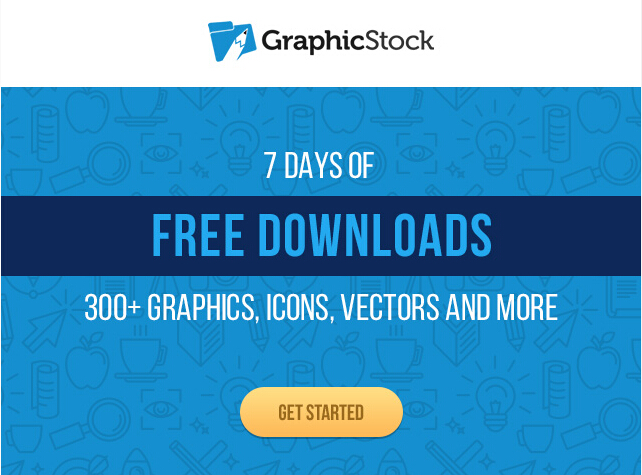 GraphicStock
7 DAYS OF
FREE DOWNLOADS
300+ GRAPHICS, ICONS, VECTORS AND MORE
GET STARTED